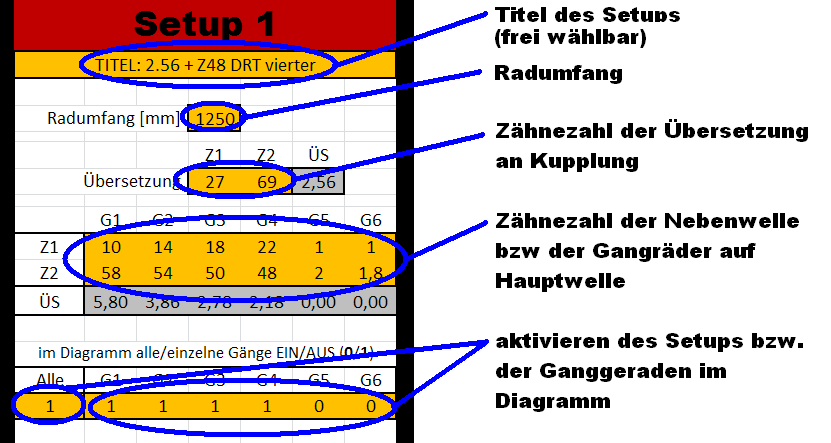 Setup 1
TITEL: 2.56 + Z48 DRT vierter
Radumfang [mm] 1250
Z1 Z2 ÜS
Übersetzung 27 69 2,56
G1 G2 G3 G4 G5 G6
Z1 10 14 18 22 1 1
Z2 58 54 50 48 2 1,8
ÜS 5,80 3,86 2,78 2,18 0,00 0,00
im Diagramm alle/einzelne Gänge EIN/AUS (0/1)
Alle G1 G2 G3 G4 G5 G6
1 1 1 1 1 0 0
Titel des Setups
(frei wählbar)
Radumfang
Zähnezahl der Übersetzung
an Kupplung
Zähnezahl der Nebenwelle
bzw der Gangräder auf
Hauptwelle
aktivieren des Setups bzw.
der Ganggeraden im
Diagramm